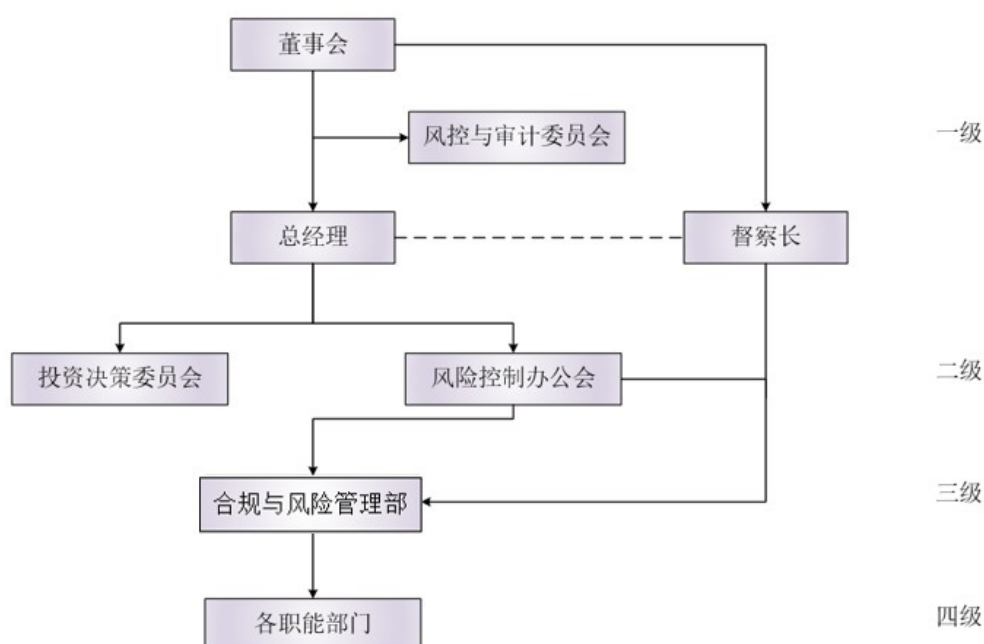 董事会
风控与审计委员会
一级
总经理
督察长
投资决策委员会
风险控制办公会
二级
合规与风险管理部
三级
各职能部门
四级